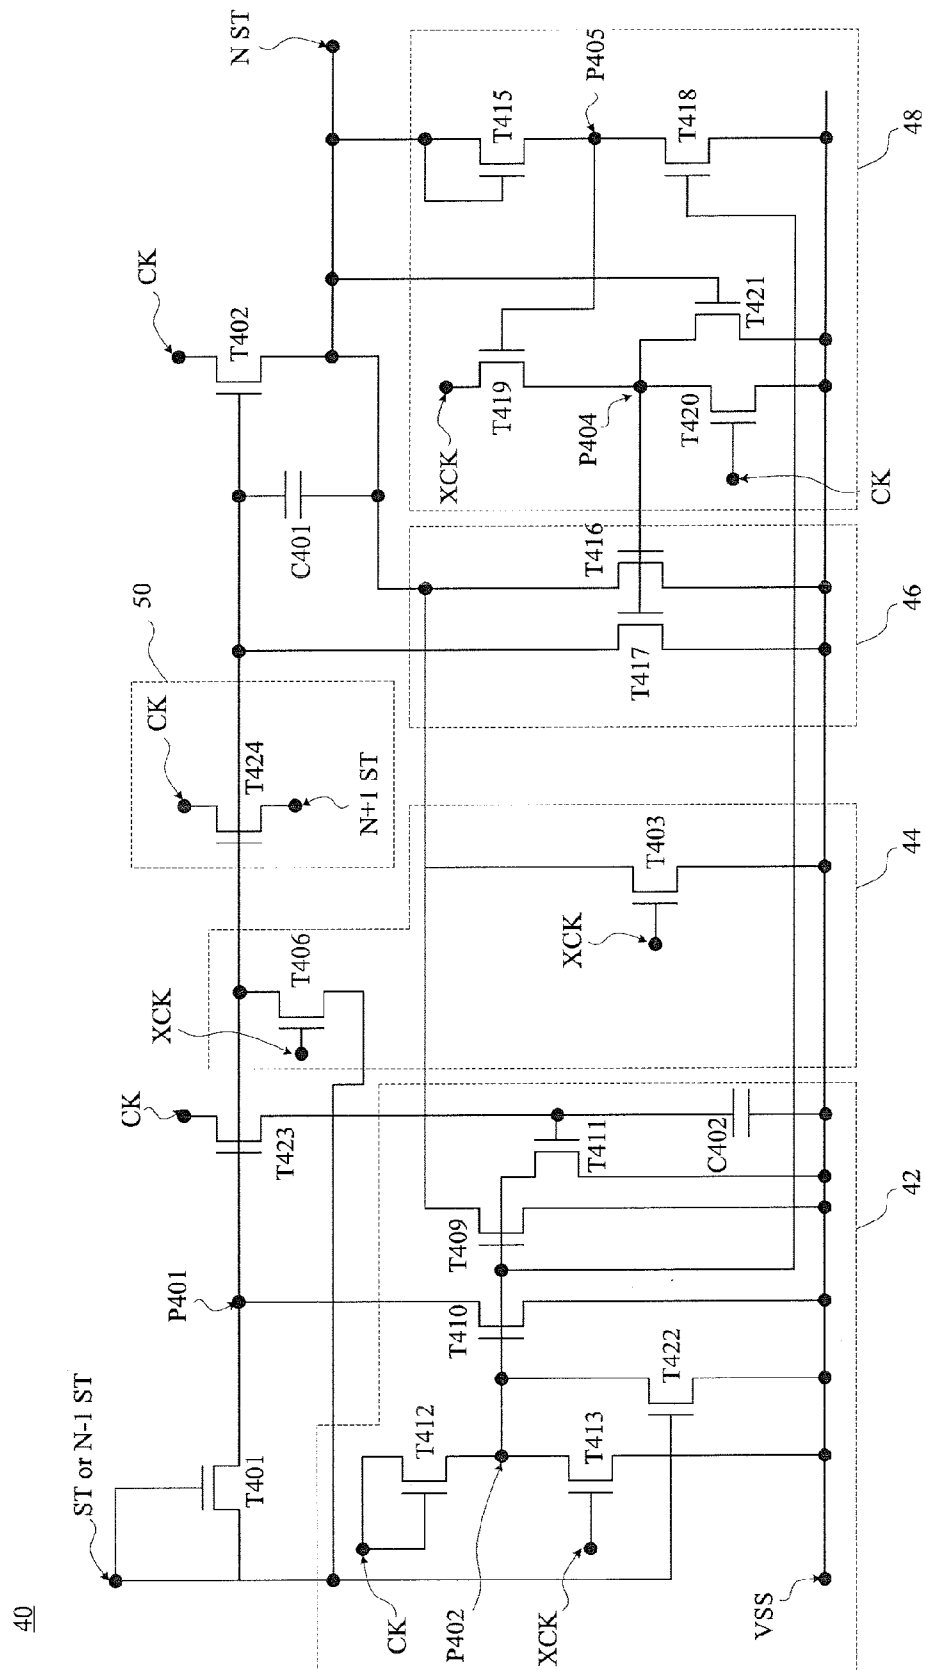 40
ST or N-1 ST
N ST
P401
CK
XCK
CK
50
CK
T401
T423
T406
T424
N+1 ST
C401
T402
CK
T412
P402
XCK
T413
T422
T410
T409
T411
C402
XCK
T403
T417
T416
XCK
T419
P404
T420
CK
T421
T415
P405
T418
VSS
42
44
46
48